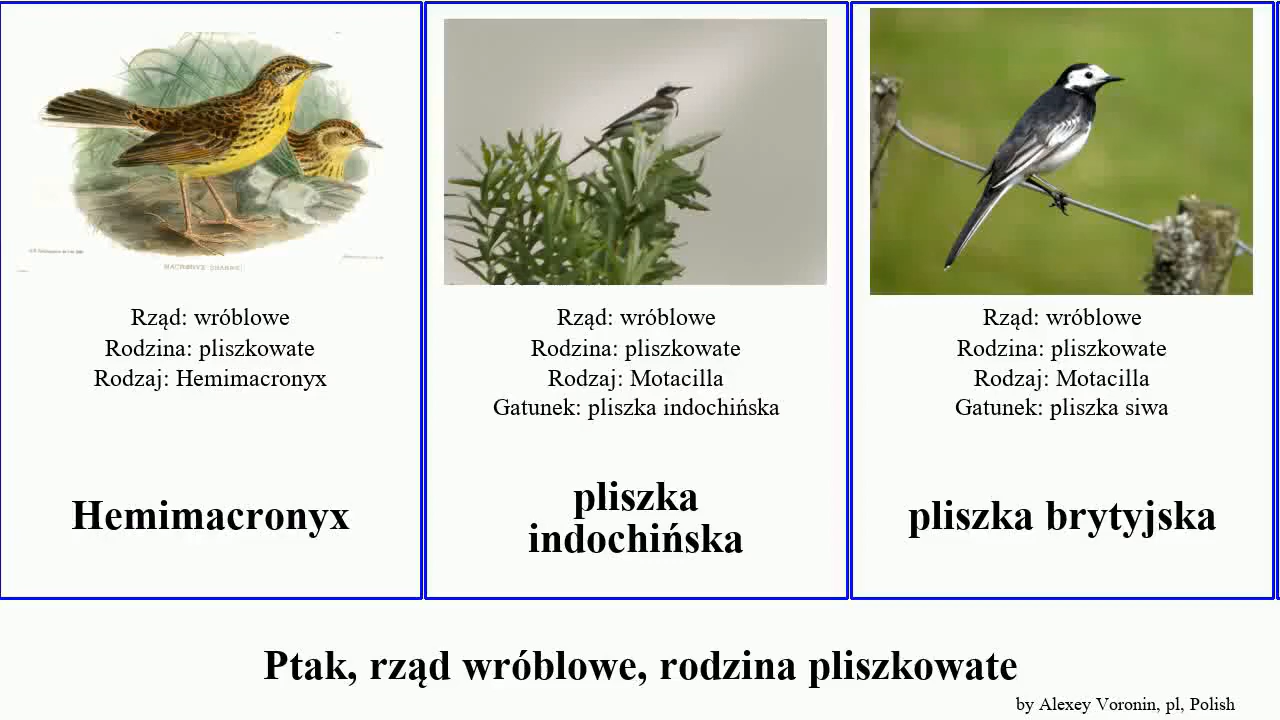 MACRONYX SHARPEI
Rząd: wróblowe
Rodzina: pliszkowate
Rodzaj: Hemimacronyx
Hemimacronyx
Rząd: wróblowe
Rodzina: pliszkowate
Rodzaj: Motacilla
Gatunek: pliszka indochińska
pliszka
indochińska
Rząd: wróblowe
Rodzina: pliszkowate
Rodzaj: Motacilla
Gatunek: pliszka siwa
pliszka brytyjska
Ptak, rząd wróblowe, rodzina pliszkowate
by Alexey Voronin, pl, Polish